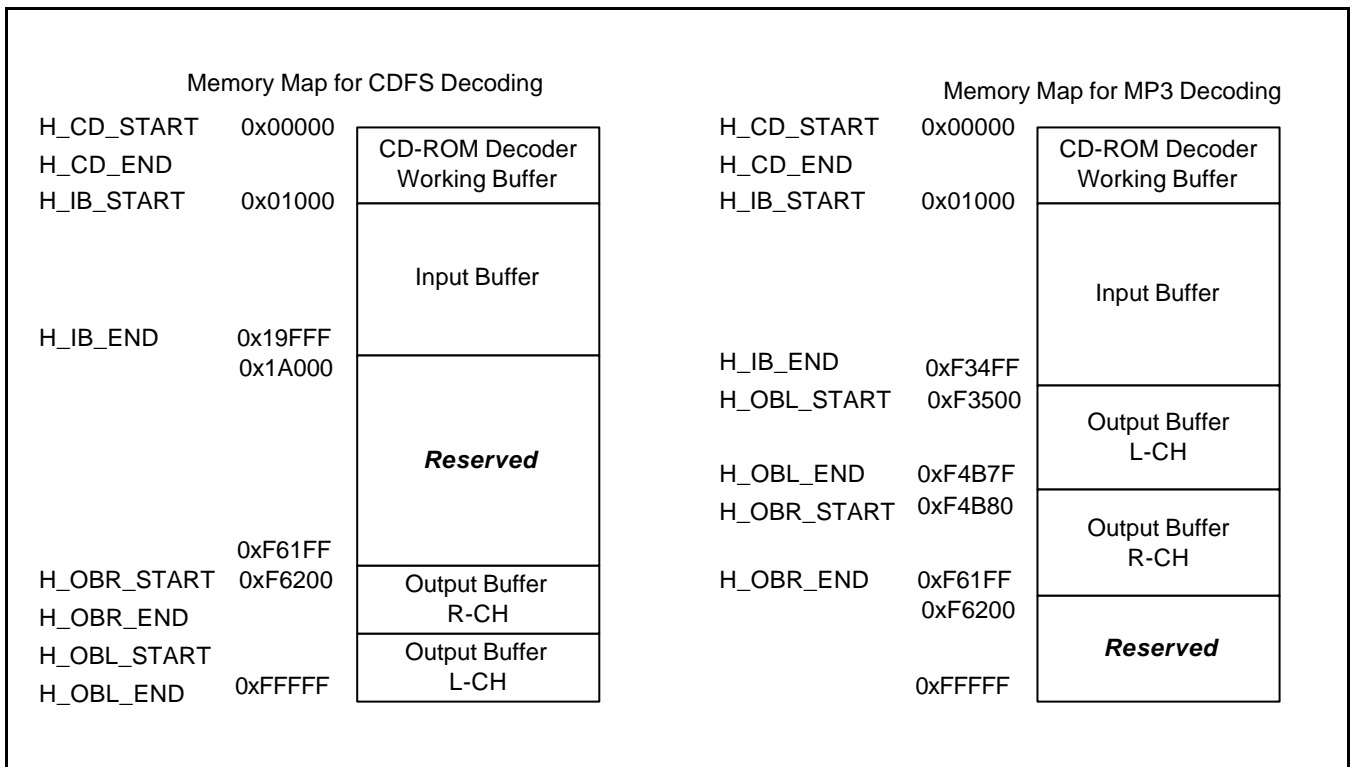 Memory Map for CDFS Decoding
H_CD_START 0x00000
H_CD_END
H_IB_START 0x01000
CD-ROM Decoder
Working Buffer
Input Buffer
H_IB_END 0x19FFF
0x1A000
Reserved
0xF61FF
H_OBR_START 0xF6200
H_OBR_END
Output Buffer
R-CH
H_OBL_START
H_OBL_END 0xFFFFF
Output Buffer
L-CH
Memory Map for MP3 Decoding
H_CD_START 0x00000
H_CD_END
H_IB_START 0x01000
CD-ROM Decoder
Working Buffer
Input Buffer
H_IB_END 0xF34FF
H_OBL_START 0xF3500
Output Buffer
L-CH
H_OBL_END 0xF4B7F
H_OBR_START 0xF4B80
Output Buffer
R-CH
H_OBR_END 0xF61FF
0xF6200
Reserved
0xFFFFF